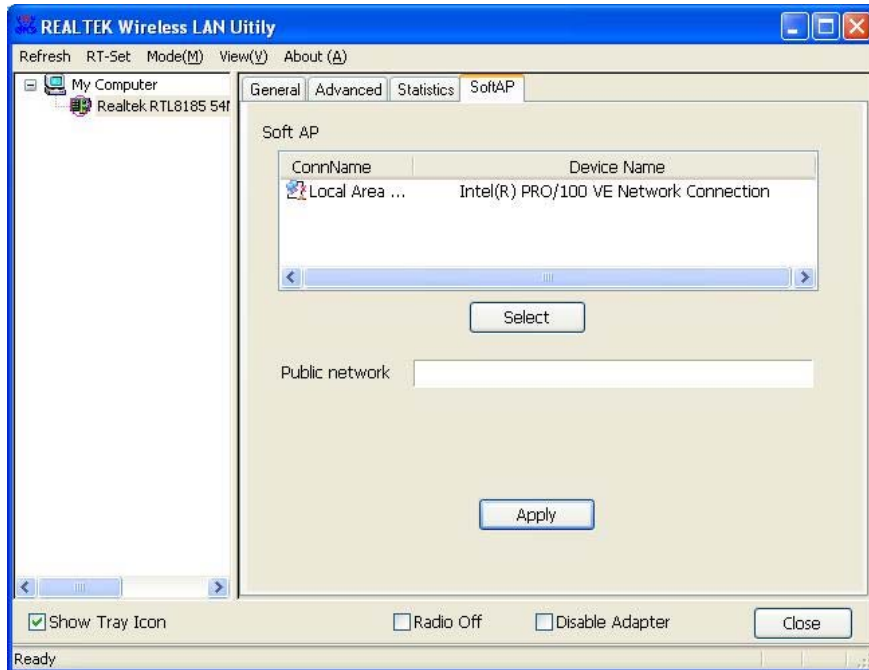 REALTEK Wireless LAN Uitily
Refresh RT-Set Mode(M) View(V) About (A)
My Computer
Realtek RTL8185 54M
General Advanced Statistics SoftAP
Soft AP
ConnName Device Name
Local Area ... Intel(R) PRO/100 VE Network Connection
Select
Public network
Apply
Show Tray Icon Radio Off Disable Adapter Close
Ready